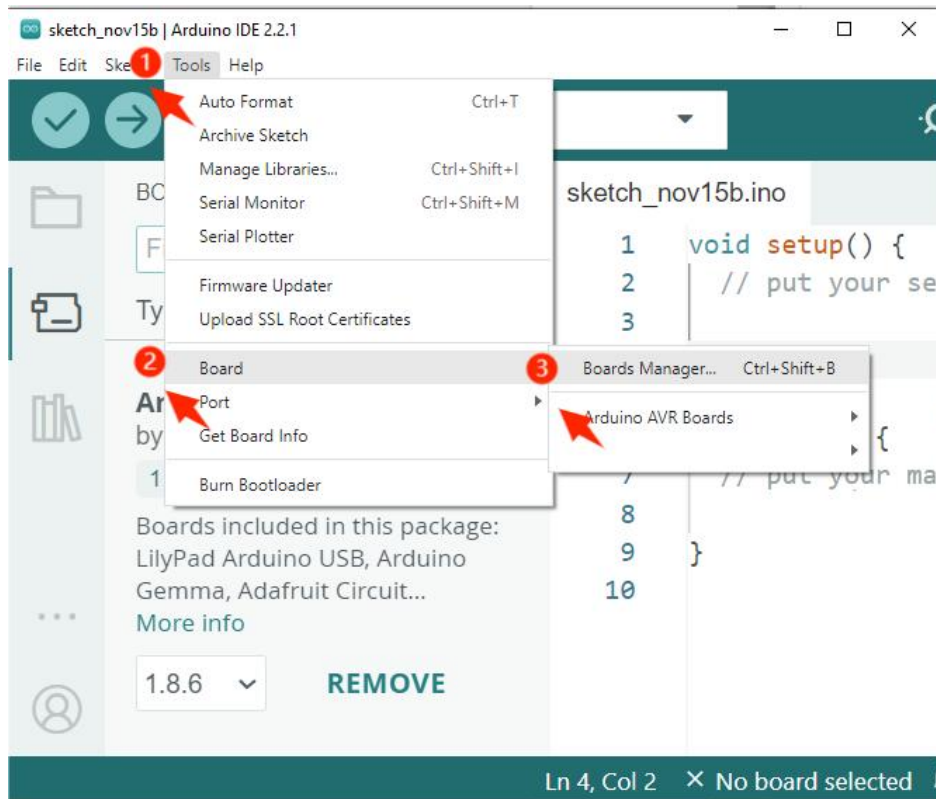 sketch_nov15b | Arduino IDE 2.2.1
File Edit Ske 1 Tools Help
Auto Format Ctrl+T
Archive Sketch
Manage Libraries... Ctrl+Shift+I
Serial Monitor Ctrl+Shift+M
Serial Plotter
Firmware Updater
Upload SSL Root Certificates
2 Board
Port
Get Board Info
Burn Bootloader
3 Boards Manager... Ctrl+Shift+B
Arduino AVR Boards
BO
F
Ty
Ar
by
1
Boards included in this package:
LilyPad Arduino USB, Arduino
Gemma, Adafruit Circuit...
More info
1.8.6 REMOVE
sketch_nov15b.ino
1 void setup() {
2 // put your se
3
{
7 // put your ma
8
9 }
10
Ln 4, Col 2 × No board selected